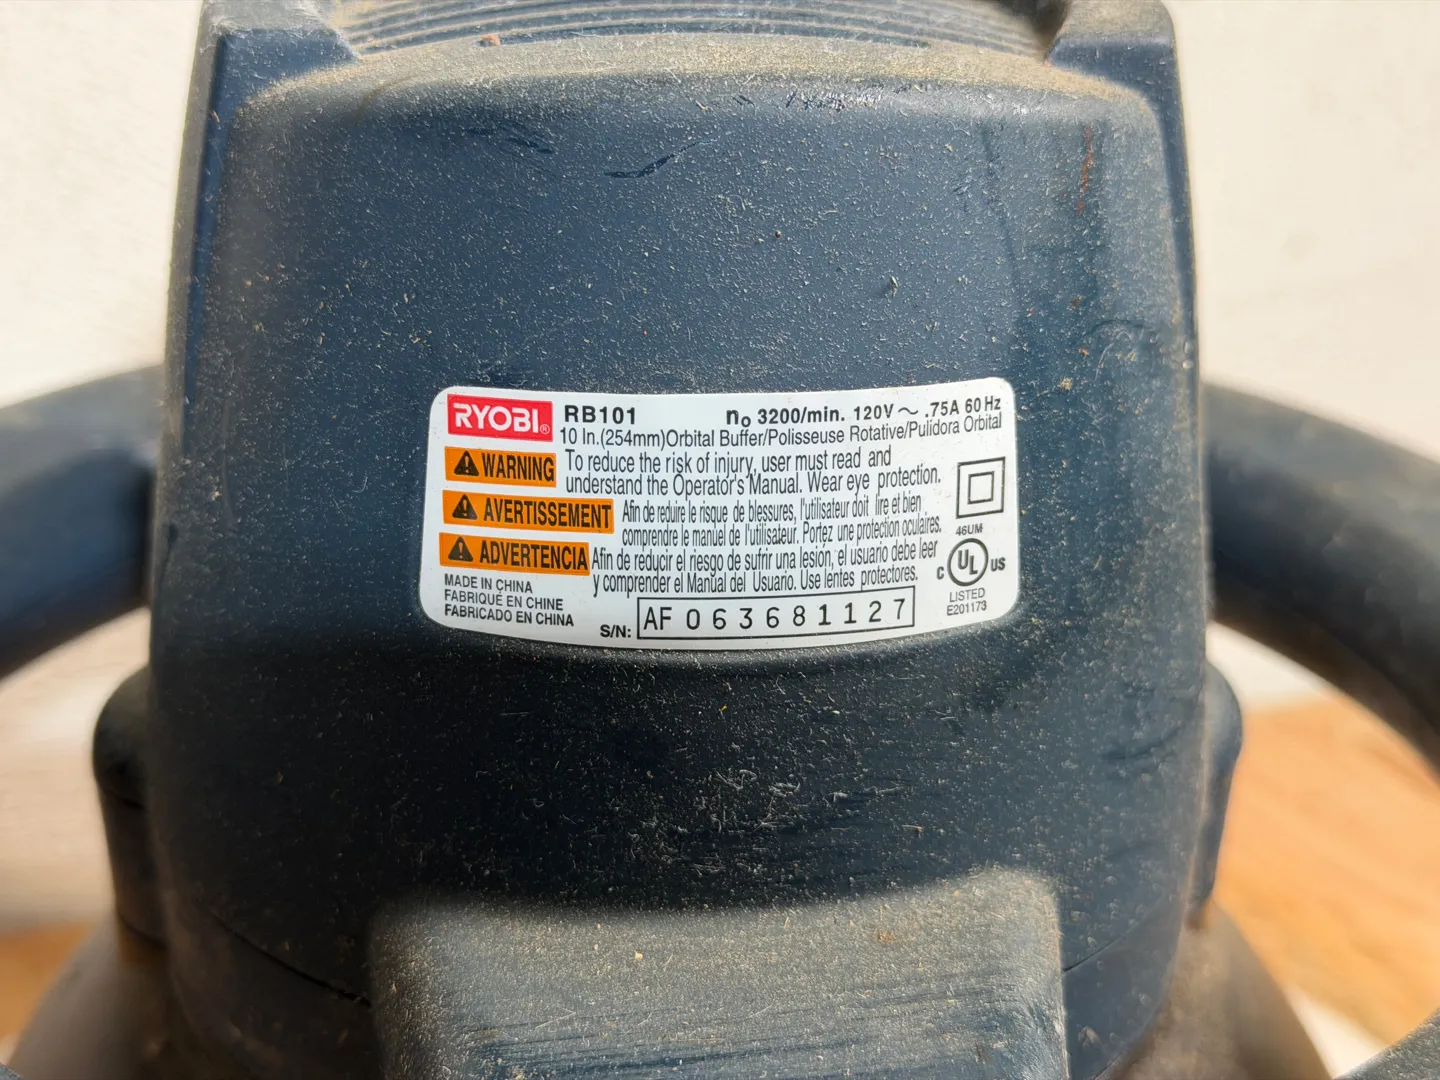 RYOBI® RB101 no 3200/min. 120V ～ .75A 60Hz
10 In.(254mm)Orbital Buffer/Polisseuse Rotative/Pulidora Orbital
WARNING To reduce the risk of injury, user must read and
understand the Operator's Manual. Wear eye protection.
AVERTISSEMENT Afin de reduire le risque de blessures, l'utilisateur doit lire et bien
comprendre le manuel de l'utilisateur. Portez une protection oculaires.
ADVERTENCIA Afin de reducir el riesgo de sufrir una lesión, el usuario debe leer
y comprender el Manual del Usuario. Use lentes protectores.
46UM
C UL US
LISTED
E201173
MADE IN CHINA
FABRIQUÉ EN CHINE
FABRICADO EN CHINA
S/N: AF 063681127